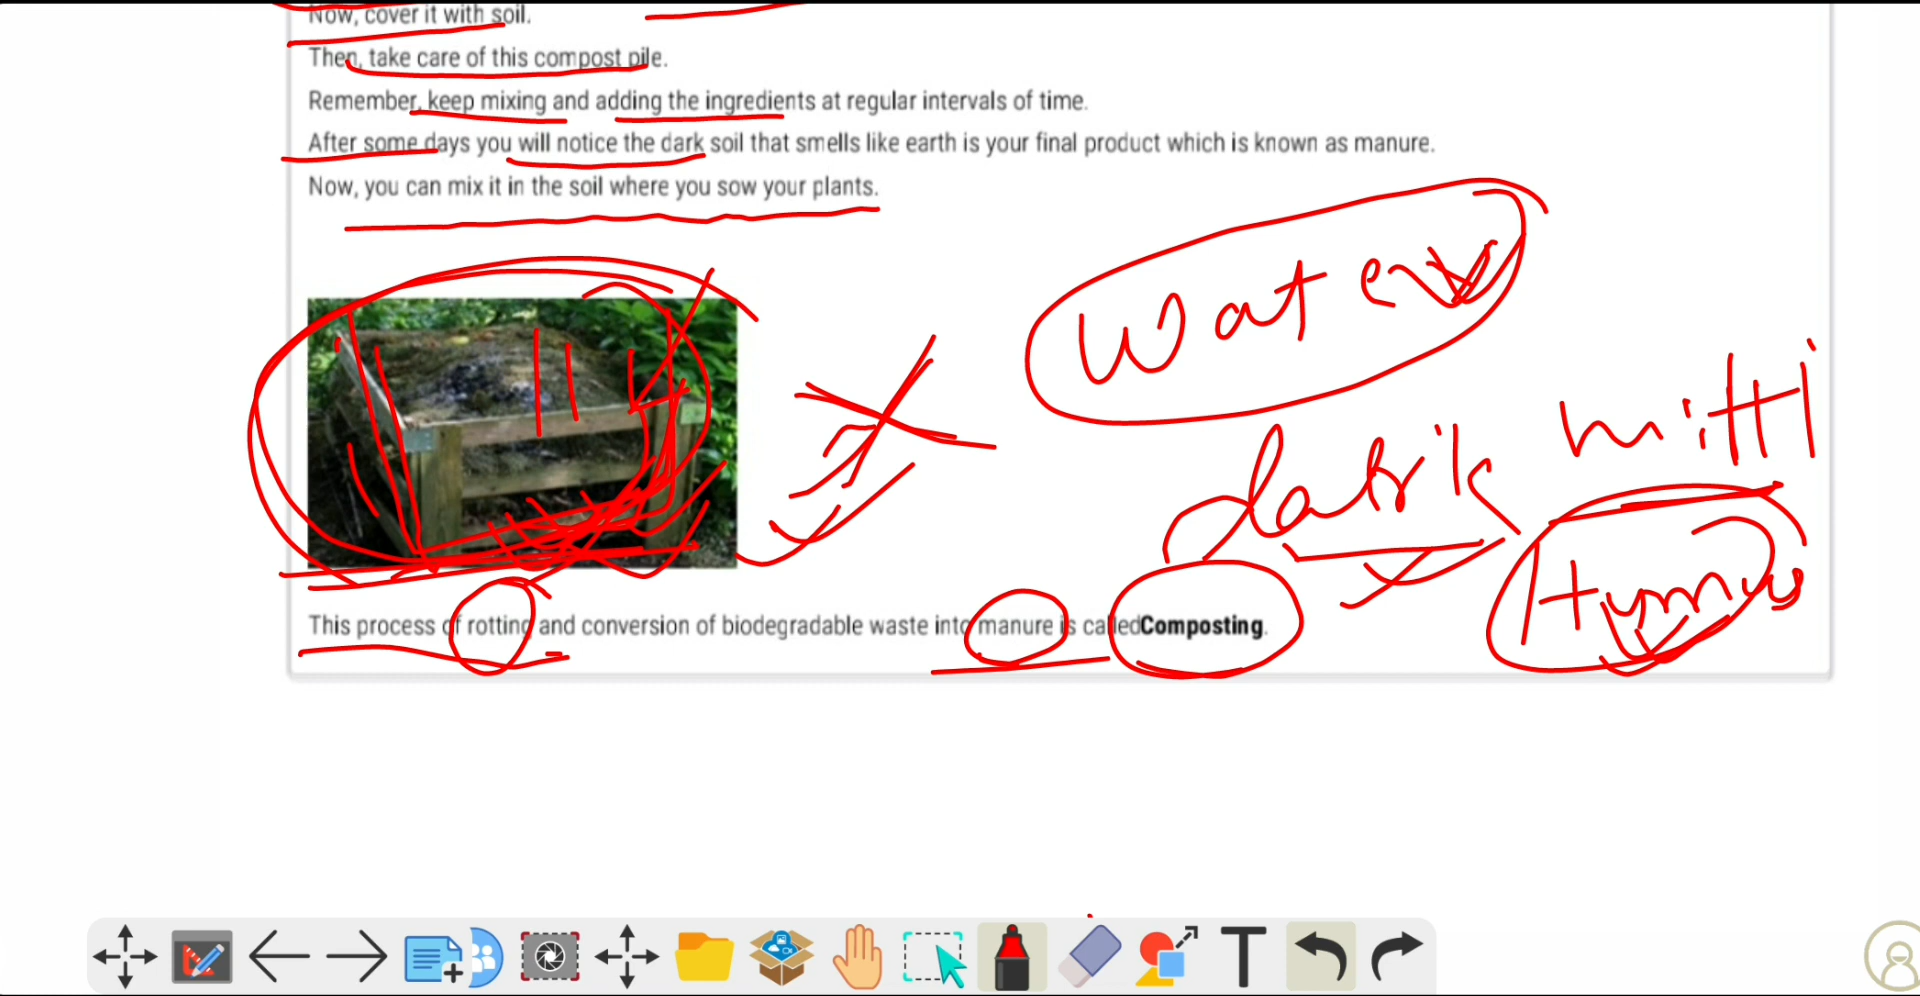 Now, cover it with soil.
Then, take care of this compost pile.
Remember, keep mixing and adding the ingredients at regular intervals of time.
After some days you will notice the dark soil that smells like earth is your final product which is known as manure.
Now, you can mix it in the soil where you sow your plants.
Water
mitti
Humus
This process of rotting and conversion of biodegradable waste into manure is calledComposting.
T